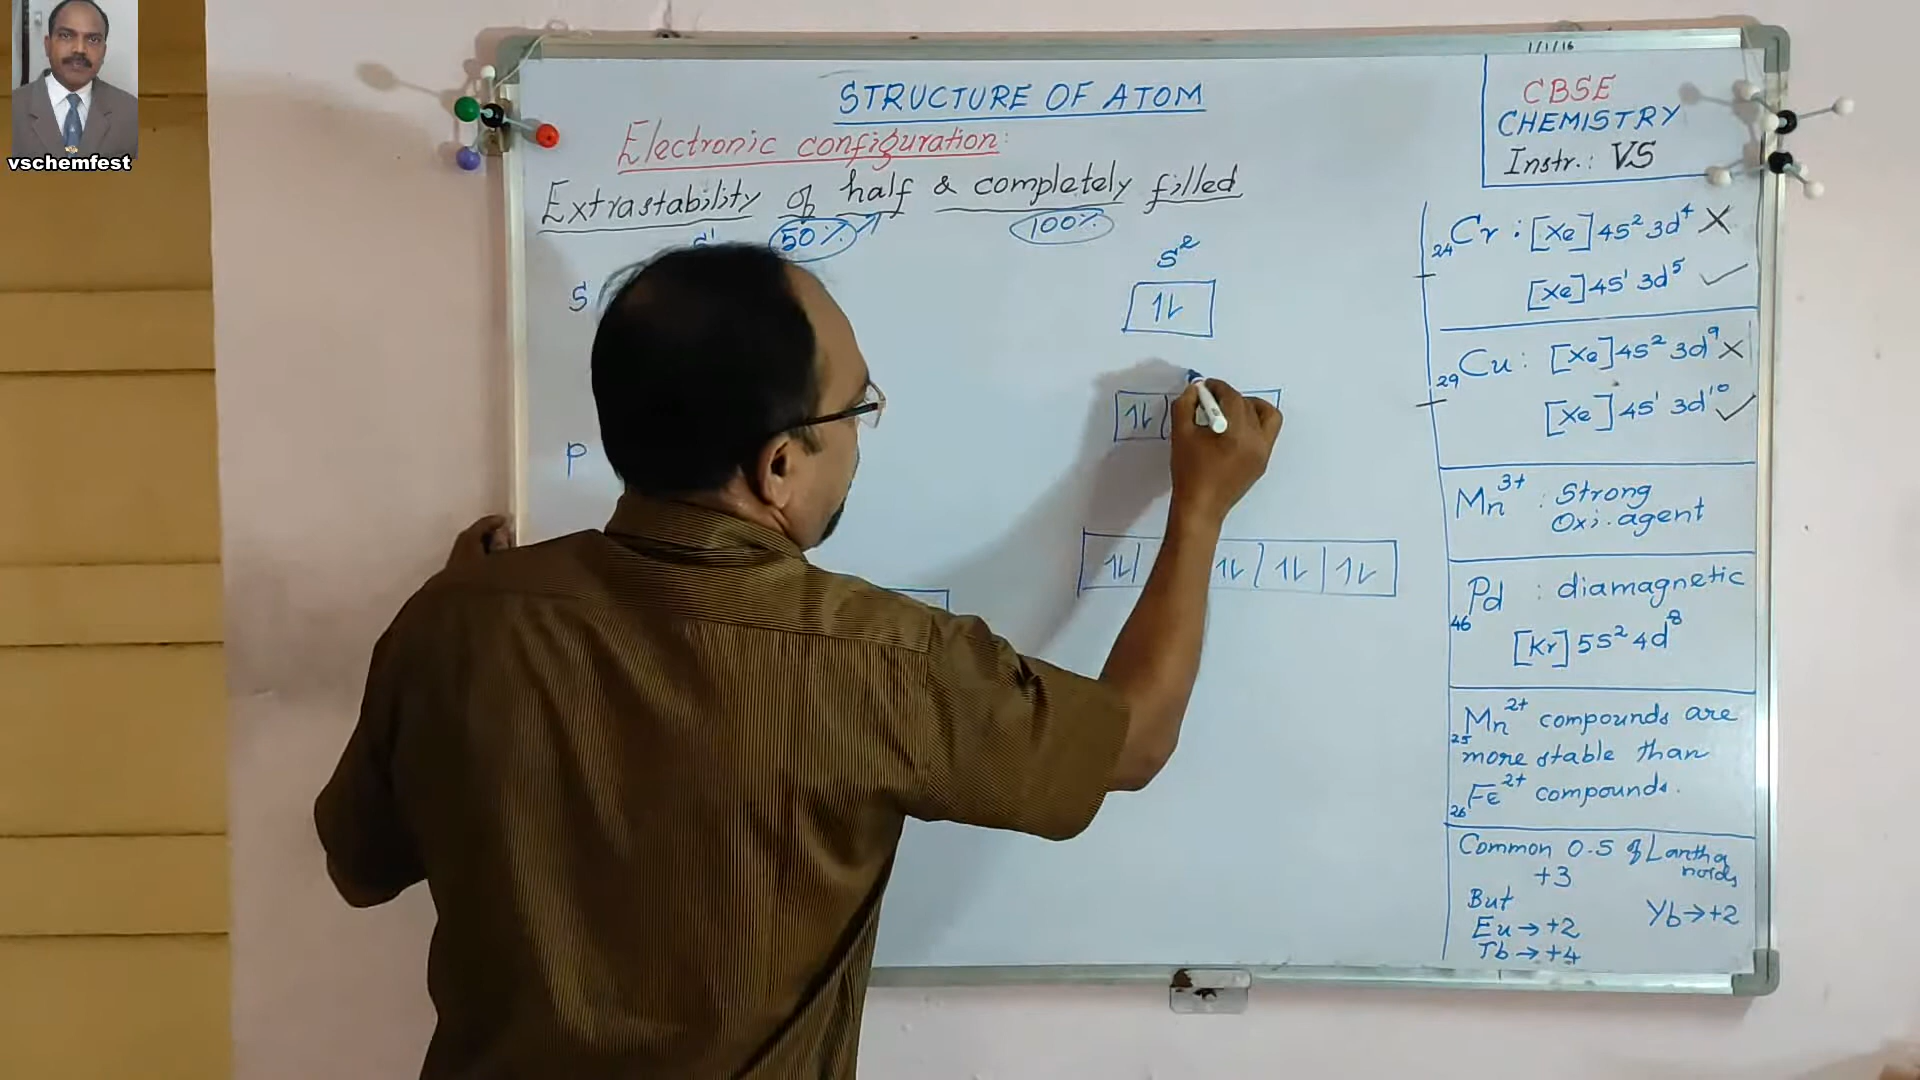 vschemfest
1/1/16
STRUCTURE OF ATOM
Electronic configuration:
Extrastability of half & completely filled
50% 100%
s¹ s²
S
1L
P
1L
1L 1L 1L 1L
CBSE
CHEMISTRY
Instr.: VS
₂₄Cr : [Xe] 4s² 3d⁴ X
[Xe] 4s¹ 3d⁵ ✓
₂₉Cu : [Xe] 4s² 3d⁹ X
[Xe] 4s¹ 3d¹⁰ ✓
Mn³⁺ : Strong
Oxi. agent
₄₆Pd : diamagnetic
[Kr] 5s² 4d⁸
₂₅Mn²⁺ compounds are
more stable than
₂₆Fe²⁺ compounds.
Common O.S of Lantha
noids
+3
But
Eu → +2 Yb → +2
Tb → +4